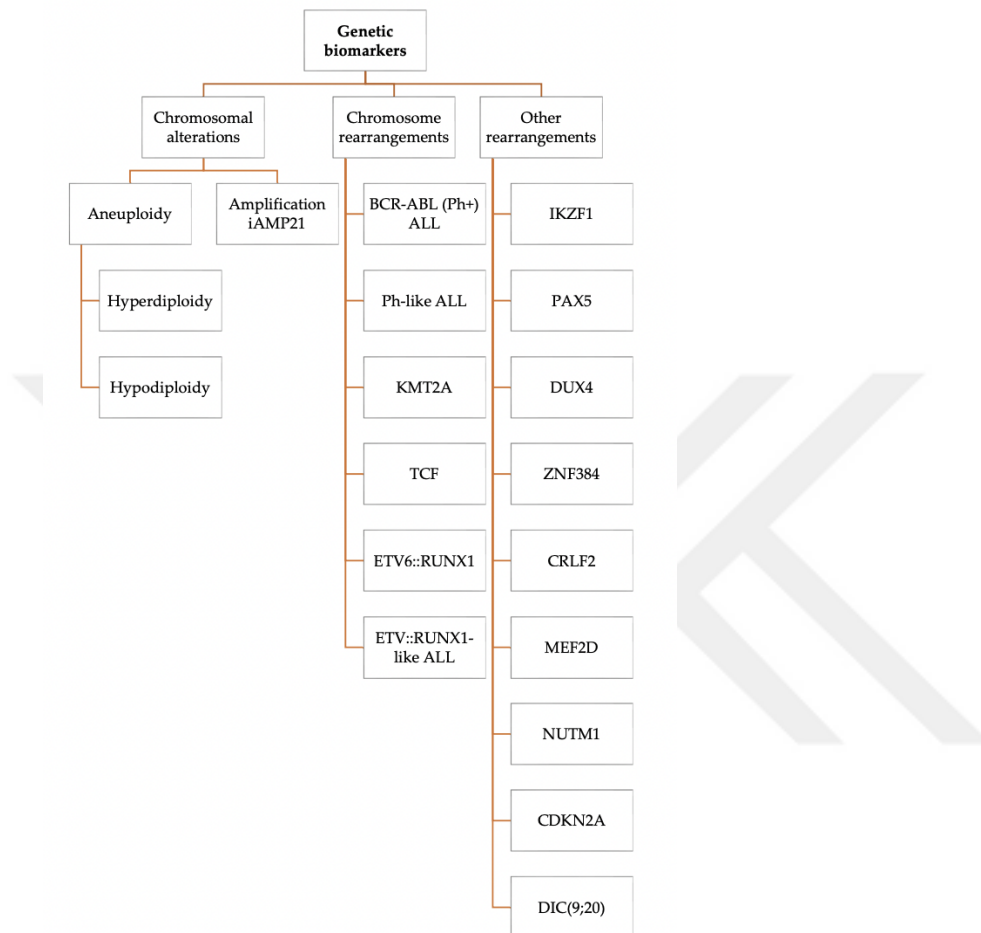 Genetic
biomarkers
Chromosomal
alterations
Chromosome
rearrangements
Other
rearrangements
Aneuploidy
Amplification
iAMP21
Hyperdiploidy
Hypodiploidy
BCR-ABL (Ph+)
ALL
Ph-like ALL
KMT2A
TCF
ETV6::RUNX1
ETV::RUNX1-
like ALL
IKZF1
PAX5
DUX4
ZNF384
CRLF2
MEF2D
NUTM1
CDKN2A
DIC(9;20)